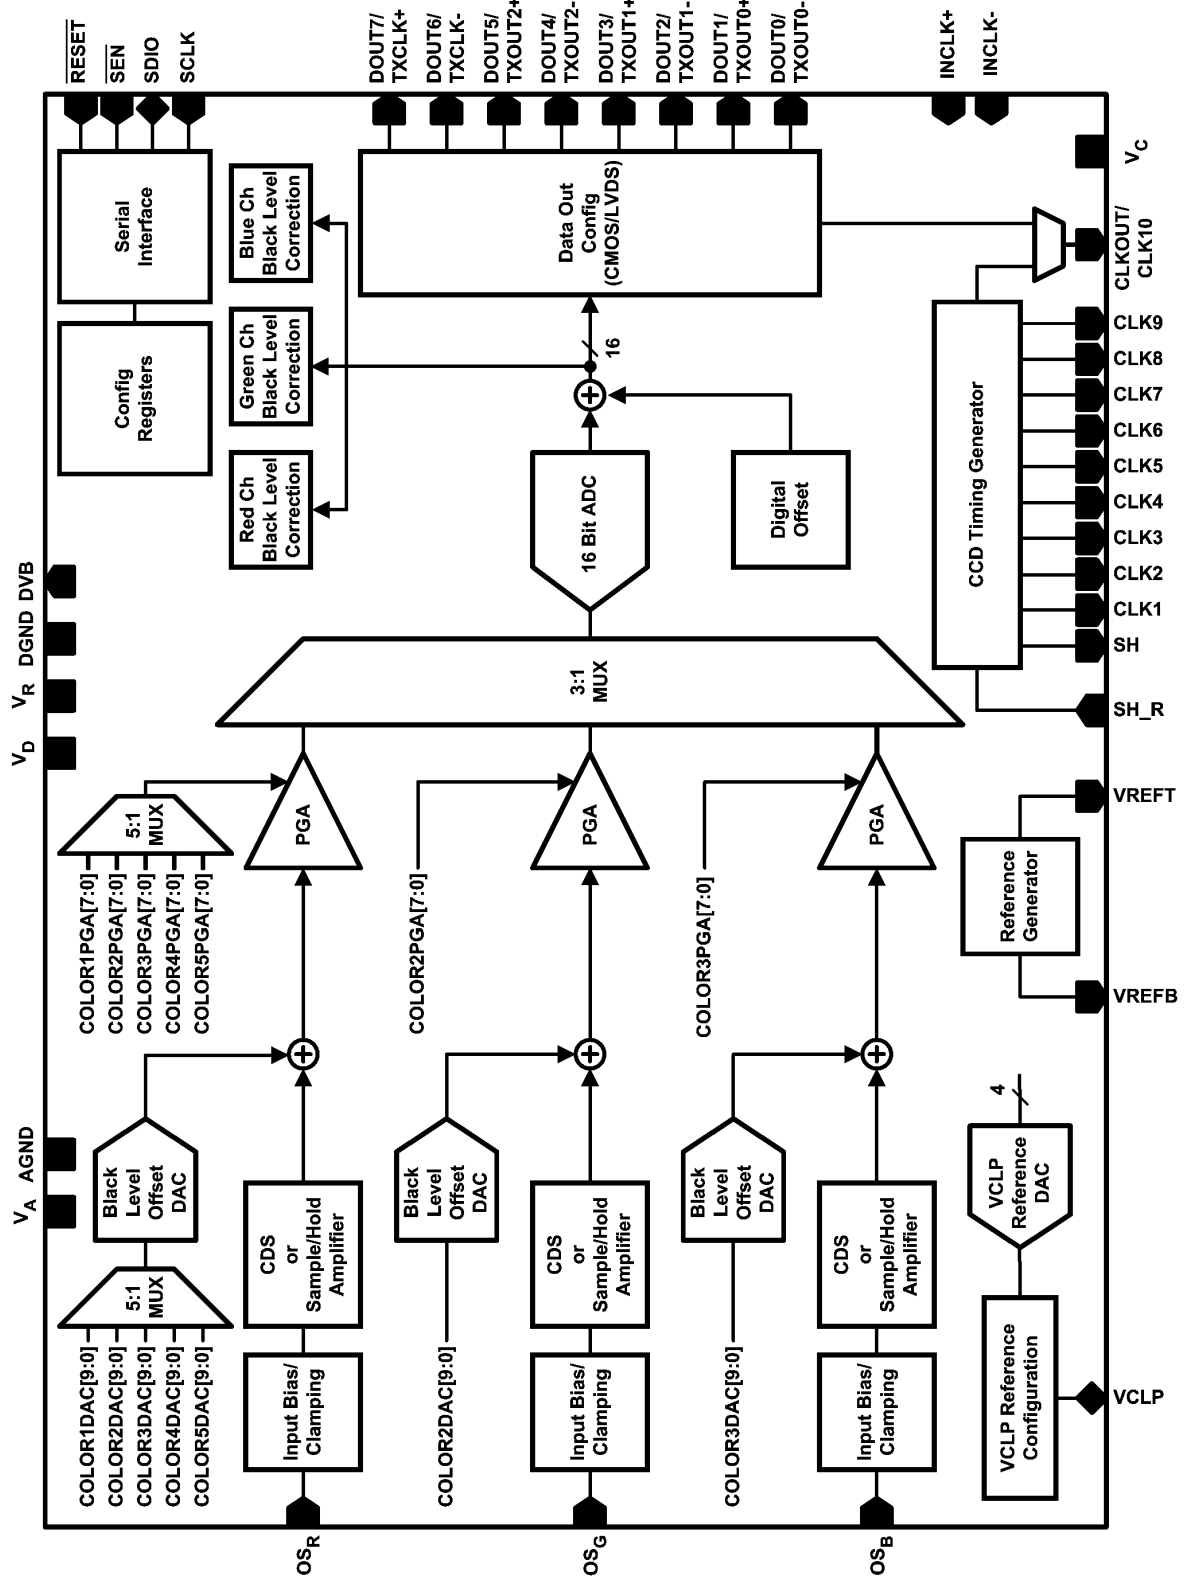 RESET
SEN
SDIO
SCLK
DOUT7/
TXCLK+
DOUT6/
TXCLK-
DOUT5/
TXOUT2+
DOUT4/
TXOUT2-
DOUT3/
TXOUT1+
DOUT2/
TXOUT1-
DOUT1/
TXOUT0+
DOUT0/
TXOUT0-
INCLK+
INCLK-
Serial
Interface
Config
Registers
Blue Ch
Black Level
Correction
Green Ch
Black Level
Correction
Red Ch
Black Level
Correction
Data Out
Config
(CMOS/LVDS)
16
16 Bit ADC
Digital
Offset
CCD Timing Generator
VC
CLKOUT/
CLK10
CLK9
CLK8
CLK7
CLK6
CLK5
CLK4
CLK3
CLK2
CLK1
SH
SH_R
DVB
DGND
VR
VD
3:1
MUX
5:1
MUX
PGA
PGA
PGA
COLOR1PGA[7:0]
COLOR2PGA[7:0]
COLOR3PGA[7:0]
COLOR4PGA[7:0]
COLOR5PGA[7:0]
COLOR2PGA[7:0]
COLOR3PGA[7:0]
Reference
Generator
VREFT
VREFB
AGND
VA
Black
Level
Offset
DAC
Black
Level
Offset
DAC
Black
Level
Offset
DAC
4
VCLP
Reference
DAC
5:1
MUX
CDS
or
Sample/Hold
Amplifier
CDS
or
Sample/Hold
Amplifier
CDS
or
Sample/Hold
Amplifier
COLOR1DAC[9:0]
COLOR2DAC[9:0]
COLOR3DAC[9:0]
COLOR4DAC[9:0]
COLOR5DAC[9:0]
Input Bias/
Clamping
COLOR2DAC[9:0]
Input Bias/
Clamping
COLOR3DAC[9:0]
Input Bias/
Clamping
VCLP Reference
Configuration
VCLP
OSR
OSG
OSB